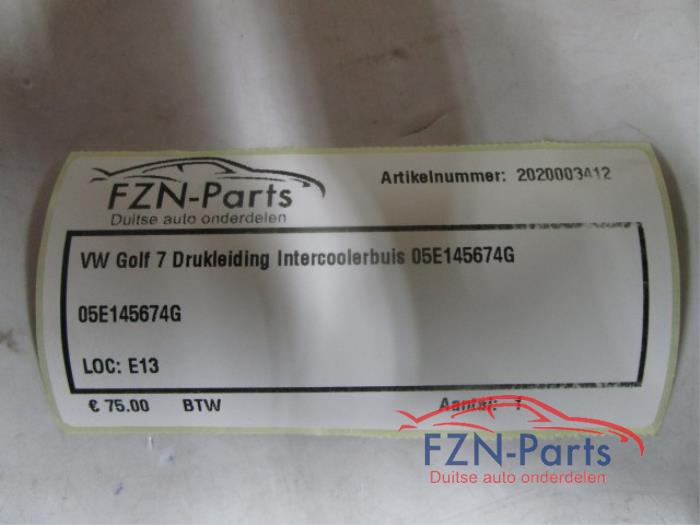 FZN-Parts
Duitse auto onderdelen
Artikelnummer: 2020003412
VW Golf 7 Drukleiding Intercoolerbuis 05E145674G
05E145674G
LOC: E13
€ 75.00 BTW Aantal: 1
FZN-Parts
Duitse auto onderdelen